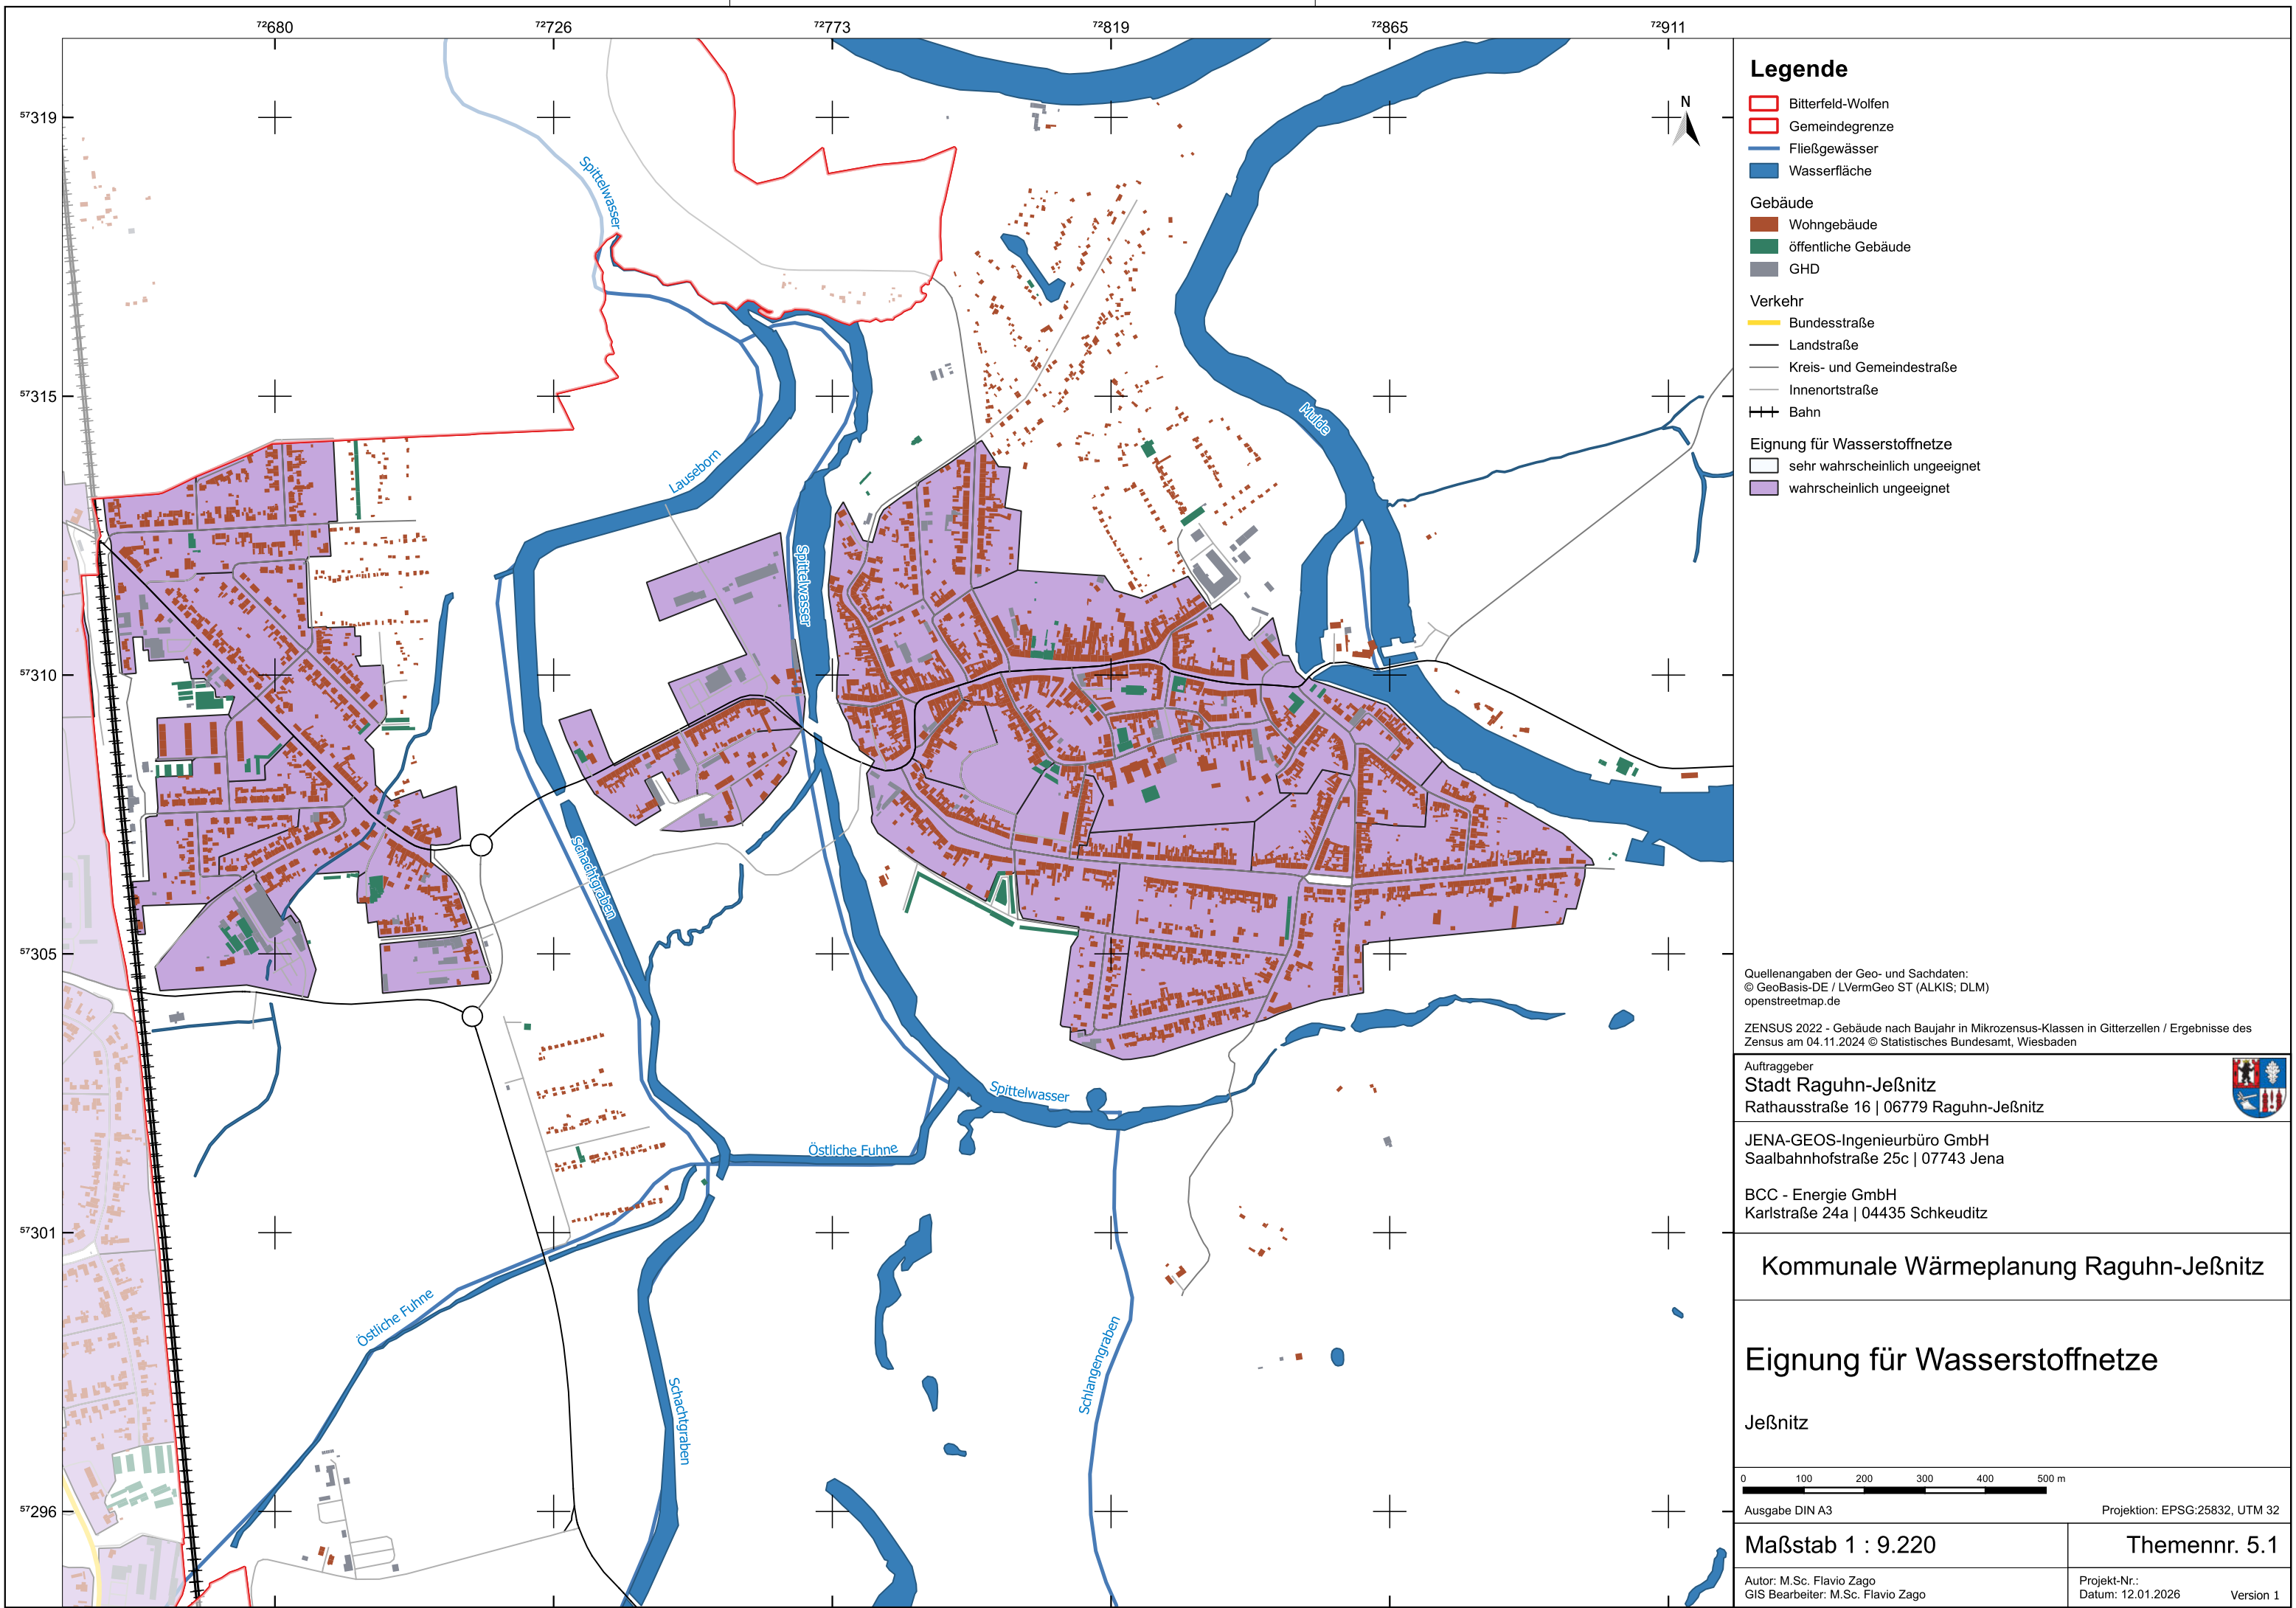 72680
72726
72773
72819
72865
72911
57319
57315
57310
57305
57301
57296
N
Spittelwasser
Lauseborn
Spittelwasser
Mulde
Schachtgraben
Spittelwasser
Östliche Fuhne
Östliche Fuhne
Schachtgraben
Schlangengraben
Legende
Bitterfeld-Wolfen
Gemeindegrenze
Fließgewässer
Wasserfläche
Gebäude
Wohngebäude
öffentliche Gebäude
GHD
Verkehr
Bundesstraße
Landstraße
Kreis- und Gemeindestraße
Innenortstraße
Bahn
Eignung für Wasserstoffnetze
sehr wahrscheinlich ungeeignet
wahrscheinlich ungeeignet
Quellenangaben der Geo- und Sachdaten:
© GeoBasis-DE / LVermGeo ST (ALKIS; DLM)
openstreetmap.de
ZENSUS 2022 - Gebäude nach Baujahr in Mikrozensus-Klassen in Gitterzellen / Ergebnisse des
Zensus am 04.11.2024 © Statistisches Bundesamt, Wiesbaden
Auftraggeber
Stadt Raguhn-Jeßnitz
Rathausstraße 16 | 06779 Raguhn-Jeßnitz
JENA-GEOS-Ingenieurbüro GmbH
Saalbahnhofstraße 25c | 07743 Jena
BCC - Energie GmbH
Karlstraße 24a | 04435 Schkeuditz
Kommunale Wärmeplanung Raguhn-Jeßnitz
Eignung für Wasserstoffnetze
Jeßnitz
0 100 200 300 400 500 m
Ausgabe DIN A3 Projektion: EPSG:25832, UTM 32
Maßstab 1 : 9.220 Themennr. 5.1
Autor: M.Sc. Flavio Zago Projekt-Nr.:
GIS Bearbeiter: M.Sc. Flavio Zago Datum: 12.01.2026 Version 1